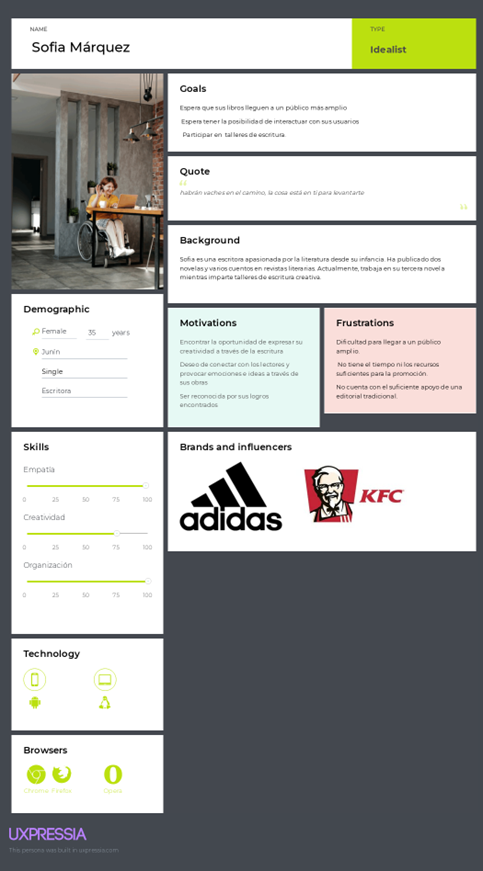 NAME
Sofia Márquez
TYPE
Idealist
Goals
Espera que sus libros lleguen a un público mas amplio
Espera tener la posibilidad de interactuar con sus usuarios
Participar en talleres de escritura.
Quote
habrán vaches en el camino, la cosa está en ti para levantarte
Background
Sofia es una escritora apasionada por la literatura desde su infancia. Ha publicado dos
novelas y varios cuentos en revistas literarias. Actualmente, trabaja en su tercera novela
mientras imparte talleres de escritura creativa.
Demographic
Female 35 years
Junín
Single
Escritora
Motivations
Encontrar la oportunidad de expresar su
creatividad a través de la escritura
Deseo de conectar con los lectores y
provocar emociones e ideas a través de
sus obras
Ser reconocida por sus logros
encontrados
Frustrations
Dificultad para llegar a un público
amplio.
No tiene el tiempo ni los recursos
suficientes para la promoción.
No cuenta con el suficiente apoyo de una
editorial tradicional.
Skills
Empatía
0 25 50 75 100
Creatividad
0 25 50 75 100
Organización
0 25 50 75 100
Brands and influencers
adidas
KFC
Technology
Browsers
Chrome Firefox Opera
UXPRESSIA
This persona was built in uxpressia.com